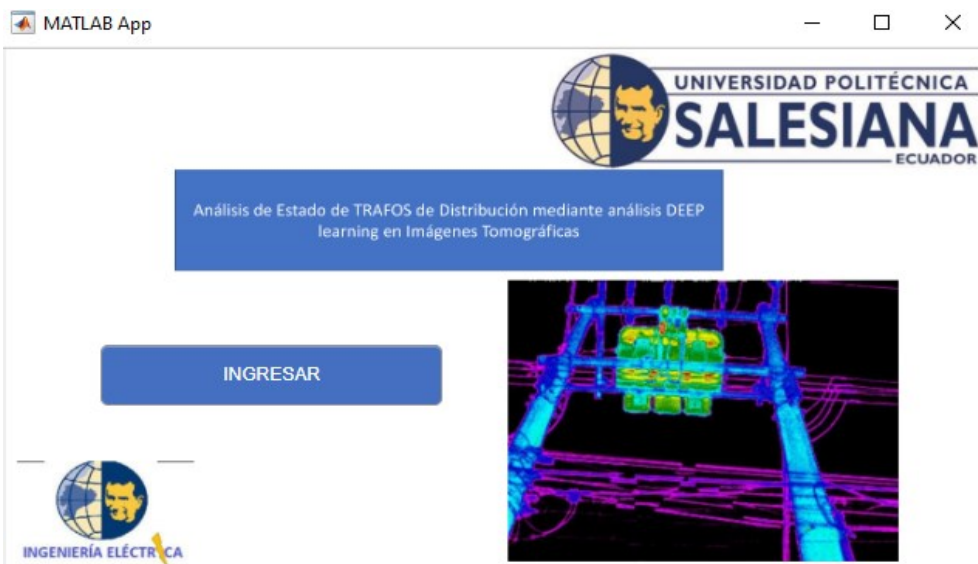 MATLAB App
UNIVERSIDAD POLITÉCNICA
SALESIANA
ECUADOR
Análisis de Estado de TRAFOS de Distribución mediante análisis DEEP
learning en Imágenes Tomográficas
INGRESAR
INGENIERÍA ELÉCTRICA